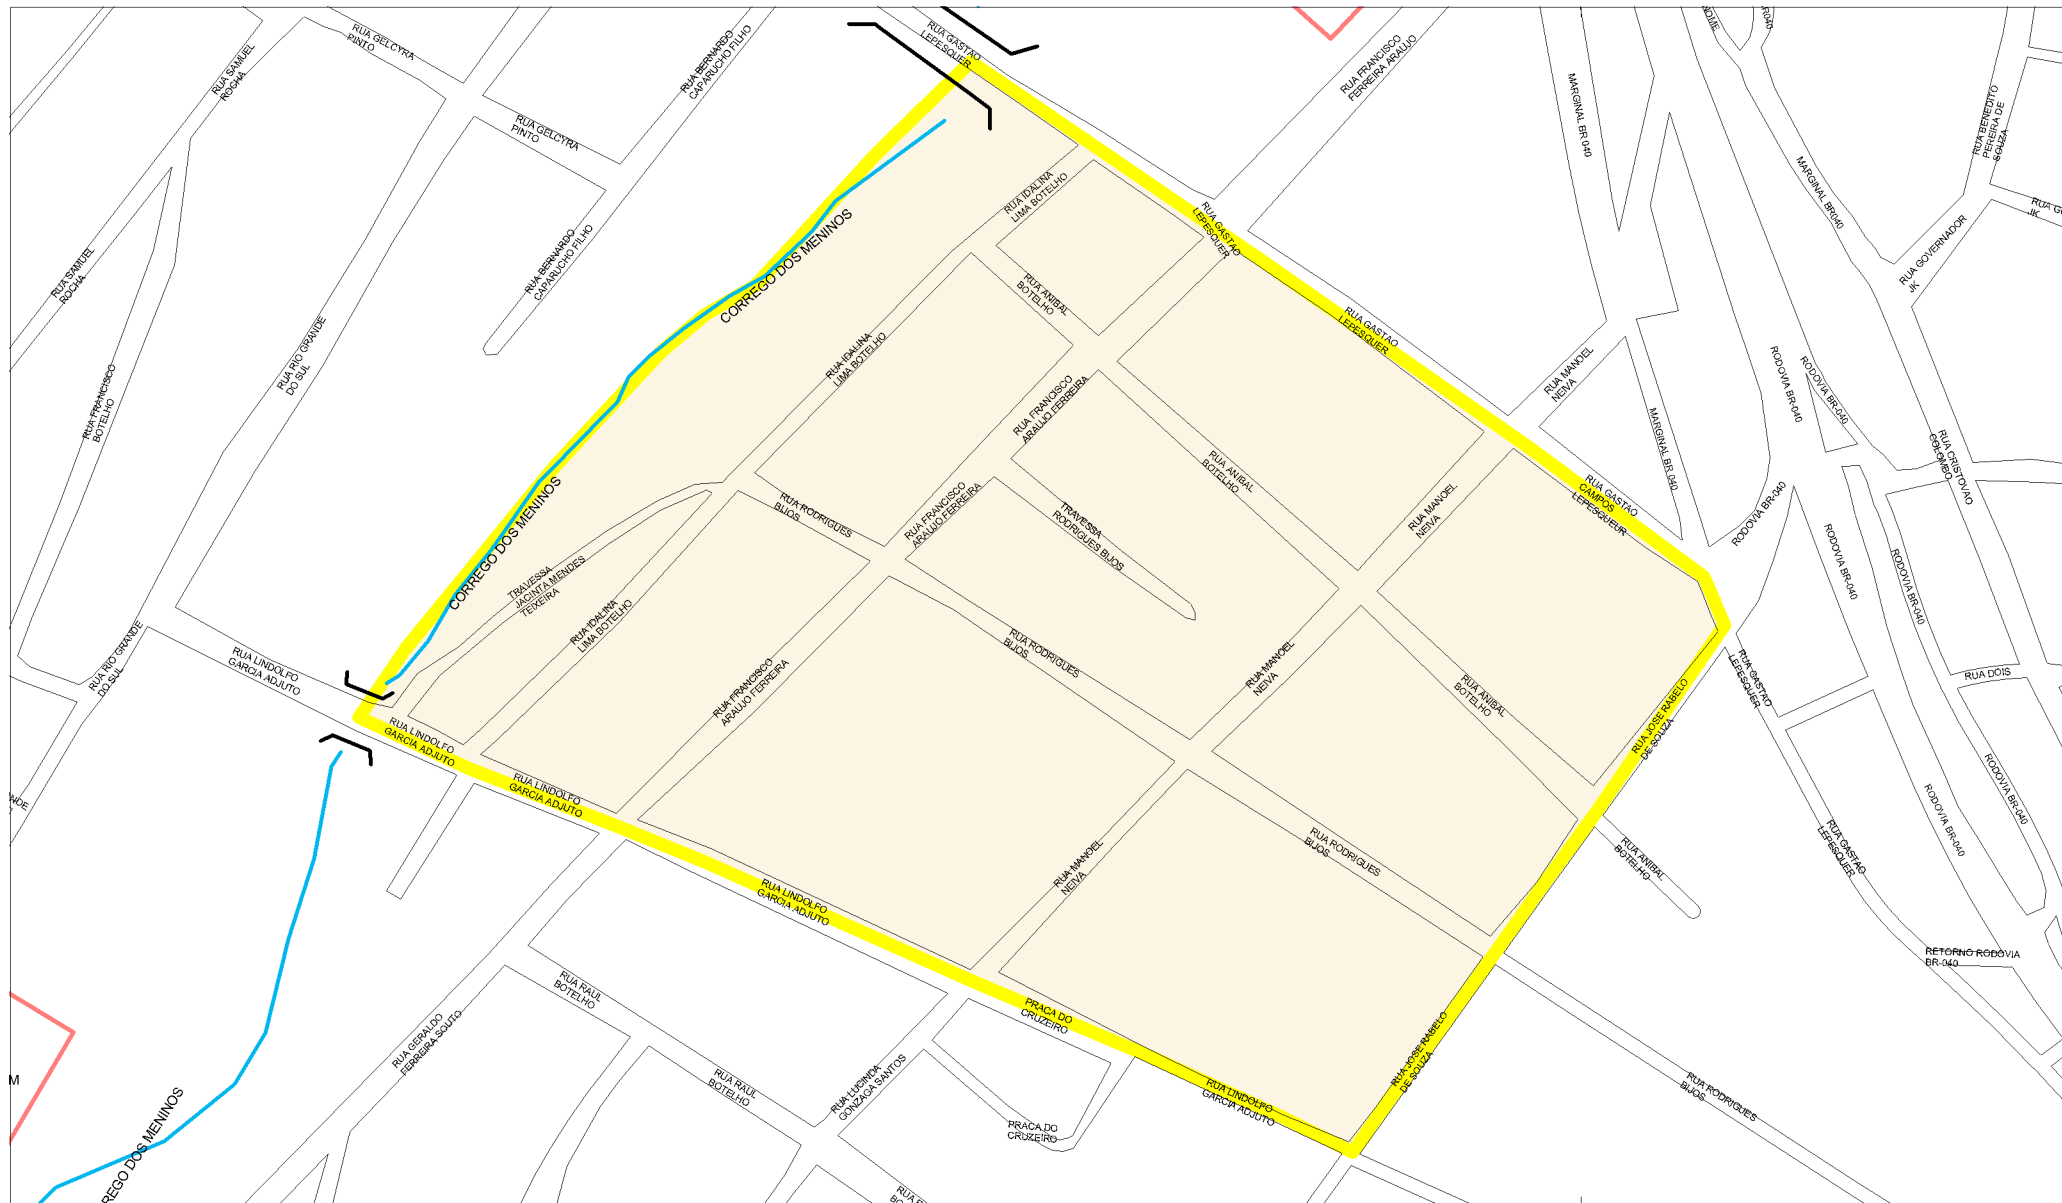 RUA GELCYRA
PINTO
RUA SAMUEL
ROCHA
RUA BERNARDO
CAPARUCHO FILHO
RUA GASTAO
LEPESQUER
RUA FRANCISCO
FERREIRA ARAUJO
NOME
BR040
MARGINAL BR 040
RUA BENEDITO
PEREIRA DE
SOUZA
RUA GELCYRA
PINTO
MARGINAL BR040
RUA IDALINA
LIMA BOTELHO
RUA GASTAO
LEPESQUER
JK
RUA SAMUEL
ROCHA
RUA BERNARDO
CAPARUCHO FILHO
CORREGO DOS MENINOS
RUA GOVERNADOR
JK
RUA ANIBAL
BOTELHO
RUA RIO GRANDE
DO SUL
RUA GASTAO
LEPESQUER
RUA IDALINA
LIMA BOTELHO
RUA MANOEL
NEIVA
RODOVIA BR-040
RODOVIA BR-040
RUA FRANCISCO
BOTELHO
RUA FRANCISCO
ARAUJO FERREIRA
MARGINAL BR 040
RUA CRISTOVAO
COLOMBO
RUA ANIBAL
BOTELHO
RUA GASTAO
CAMPOS
LEPESQUEUR
RUA RODRIGUES
BIJOS
RUA FRANCISCO
ARAUJO FERREIRA
TRAVESSA
RODRIGUES BIJOS
RUA MANOEL
NEIVA
RODOVIA BR-040
CORREGO DOS MENINOS
RODOVIA BR-040
RODOVIA BR-040
TRAVESSA
JACINTA MENDES
TEIXEIRA
RUA IDALINA
LIMA BOTELHO
RUA RODRIGUES
BIJOS
RUA RIO GRANDE
DO SUL
RUA LINDOLFO
GARCIA ADJUTO
RUA FRANCISCO
ARAUJO FERREIRA
RUA MANOEL
NEIVA
RUA ANIBAL
BOTELHO
RUA GASTAO
LEPESQUER
RUA DOIS
RUA JOSE RABELO
DE SOUZA
RUA LINDOLFO
GARCIA ADJUTO
RUA LINDOLFO
GARCIA ADJUTO
RODOVIA BR-040
RODOVIA BR-040
RUA RODRIGUES
BIJOS
RUA ANIBAL
BOTELHO
RUA GASTAO
LEPESQUER
RUA MANOEL
NEIVA
RUA LINDOLFO
GARCIA ADJUTO
RETORNO RODOVIA
BR-040
RUA RAUL
BOTELHO
PRACA DO
CRUZEIRO
RUA GERALDO
FERREIRA SOUTO
RUA JOSE RABELO
DE SOUZA
M
RUA RAUL
BOTELHO
RUA LUCINDA
GONZAGA SANTOS
RUA LINDOLFO
GARCIA ADJUTO
RUA RODRIGUES
BIJOS
PRACA DO
CRUZEIRO
REGO DOS MENINOS